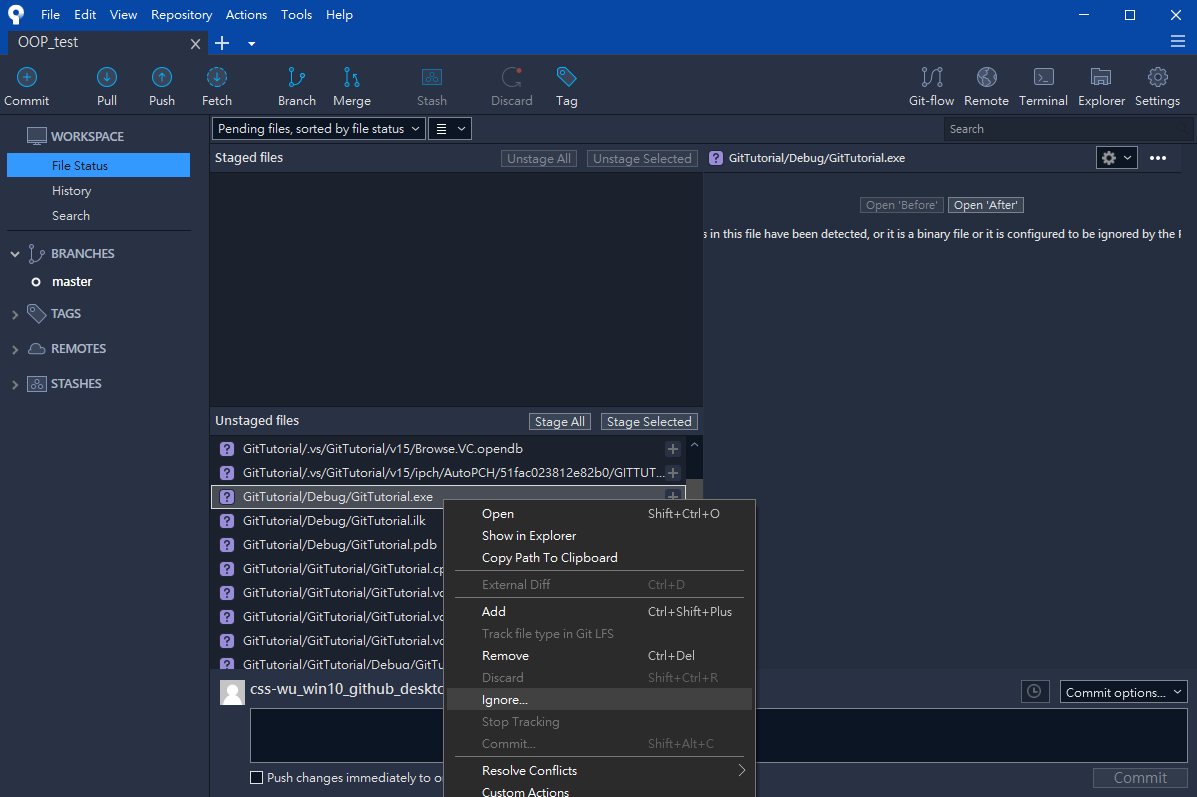 File Edit View Repository Actions Tools Help
OOP_test
Commit Pull Push Fetch Branch Merge Stash Discard Tag Git-flow Remote Terminal Explorer Settings
WORKSPACE
File Status
History
Search
BRANCHES
master
TAGS
REMOTES
STASHES
Pending files, sorted by file status
Search
Staged files Unstage All Unstage Selected
GitTutorial/Debug/GitTutorial.exe
Open 'Before' Open 'After'
s in this file have been detected, or it is a binary file or it is configured to be ignored by the
Unstaged files Stage All Stage Selected
GitTutorial/.vs/GitTutorial/v15/Browse.VC.opendb
GitTutorial/.vs/GitTutorial/v15/ipch/AutoPCH/51fac023812e82b0/GITTUT...
GitTutorial/Debug/GitTutorial.exe
GitTutorial/Debug/GitTutorial.ilk
GitTutorial/Debug/GitTutorial.pdb
GitTutorial/GitTutorial/GitTutorial.cp
GitTutorial/GitTutorial/GitTutorial.vc
GitTutorial/GitTutorial/GitTutorial.vc
GitTutorial/GitTutorial/GitTutorial.vc
GitTutorial/GitTutorial/Debug/GitTu
Open Shift+Ctrl+O
Show in Explorer
Copy Path To Clipboard
External Diff Ctrl+D
Add Ctrl+Shift+Plus
Track file type in Git LFS
Remove Ctrl+Del
Discard Shift+Ctrl+R
Ignore...
Stop Tracking
Commit... Shift+Alt+C
Resolve Conflicts
Custom Actions
css-wu_win10_github_deskto
Commit options...
Push changes immediately to o
Commit